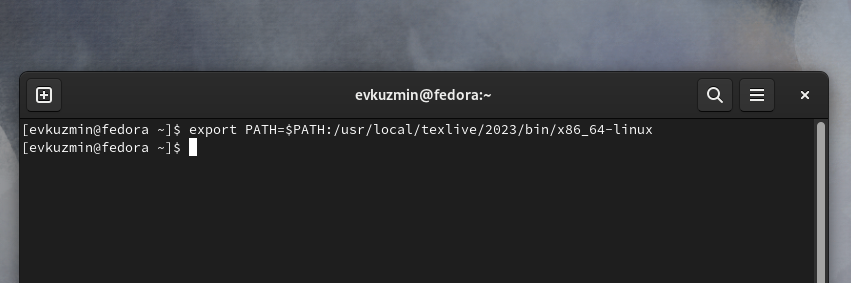 evkuzmin@fedora:~
[evkuzmin@fedora ~]$ export PATH=$PATH:/usr/local/texlive/2023/bin/x86_64-linux
[evkuzmin@fedora ~]$